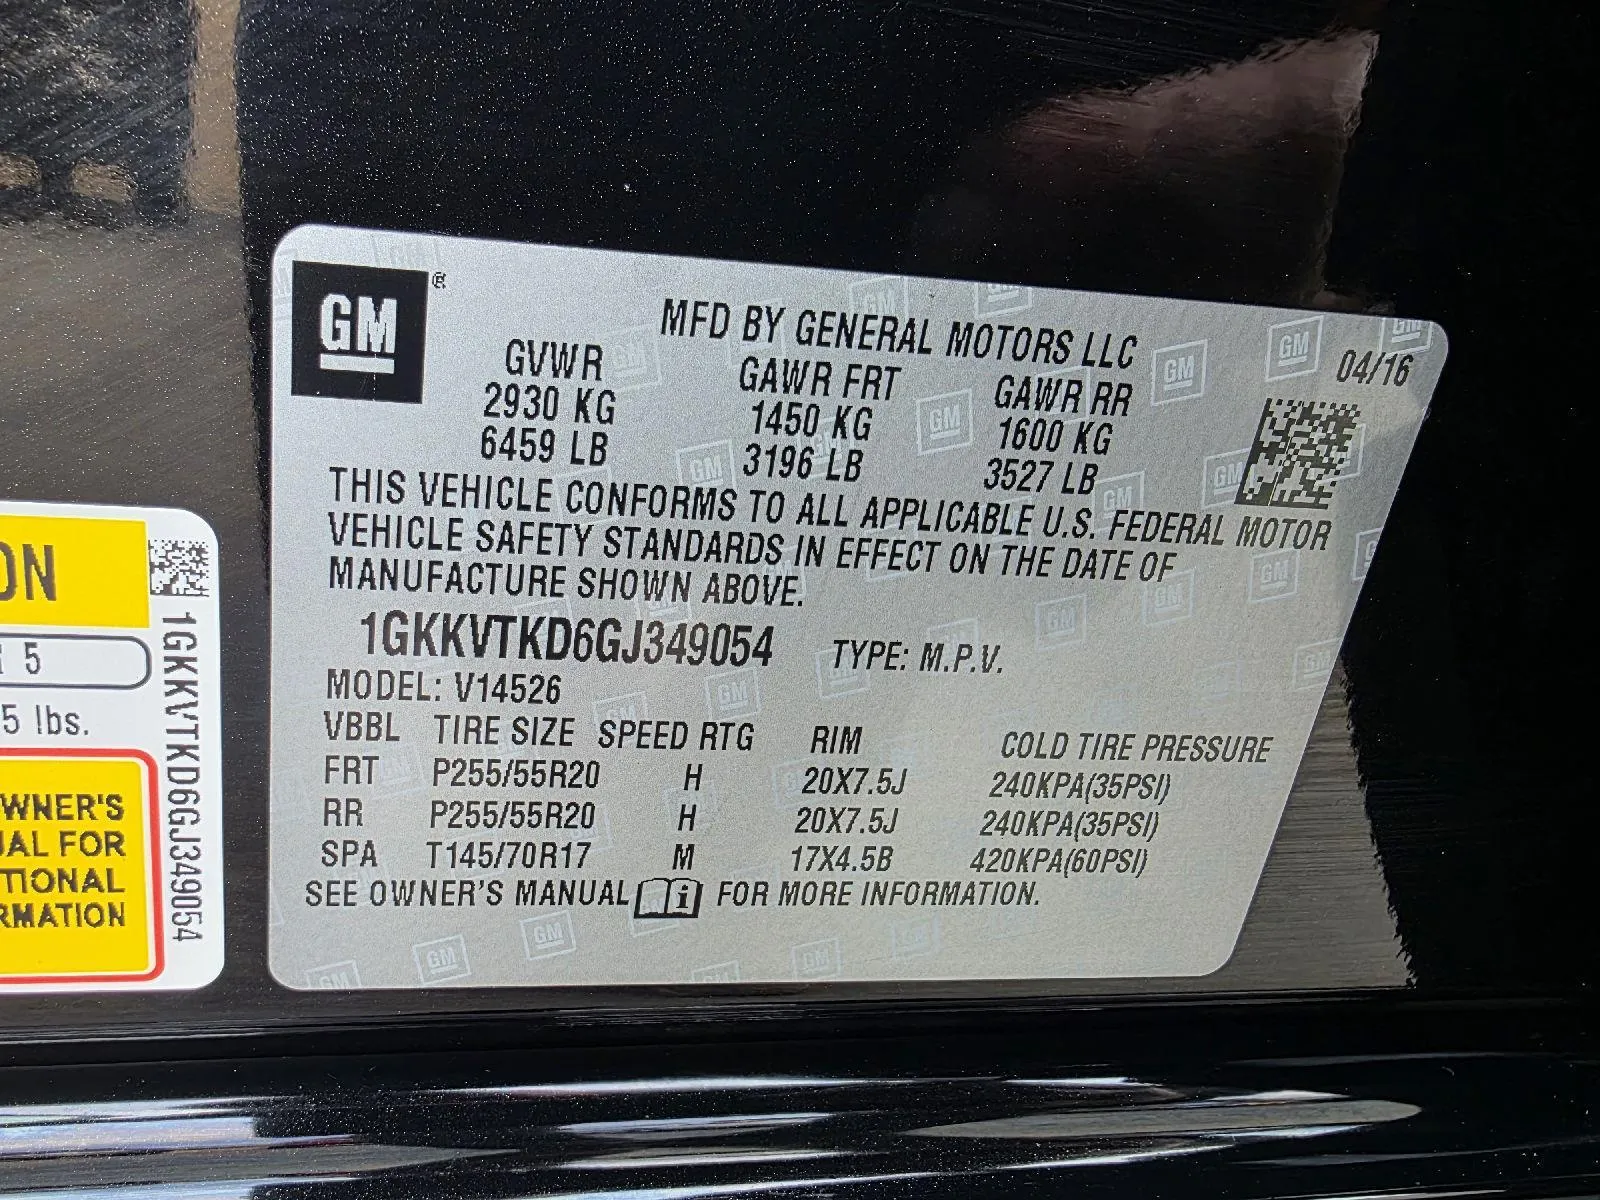 GM®
MFD BY GENERAL MOTORS LLC
04/16
GVWR GAWR FRT GAWR RR
2930 KG 1450 KG 1600 KG
6459 LB 3196 LB 3527 LB
THIS VEHICLE CONFORMS TO ALL APPLICABLE U.S. FEDERAL MOTOR
VEHICLE SAFETY STANDARDS IN EFFECT ON THE DATE OF
MANUFACTURE SHOWN ABOVE.
1GKKVTKD6GJ349054 TYPE: M.P.V.
MODEL: V14526
VBBL TIRE SIZE SPEED RTG RIM COLD TIRE PRESSURE
FRT P255/55R20 H 20X7.5J 240KPA(35PSI)
RR P255/55R20 H 20X7.5J 240KPA(35PSI)
SPA T145/70R17 M 17X4.5B 420KPA(60PSI)
SEE OWNER'S MANUAL FOR MORE INFORMATION.
ON
5
5 lbs.
WNER'S
UAL FOR
TIONAL
RMATION
1GKKVTKD6GJ349054